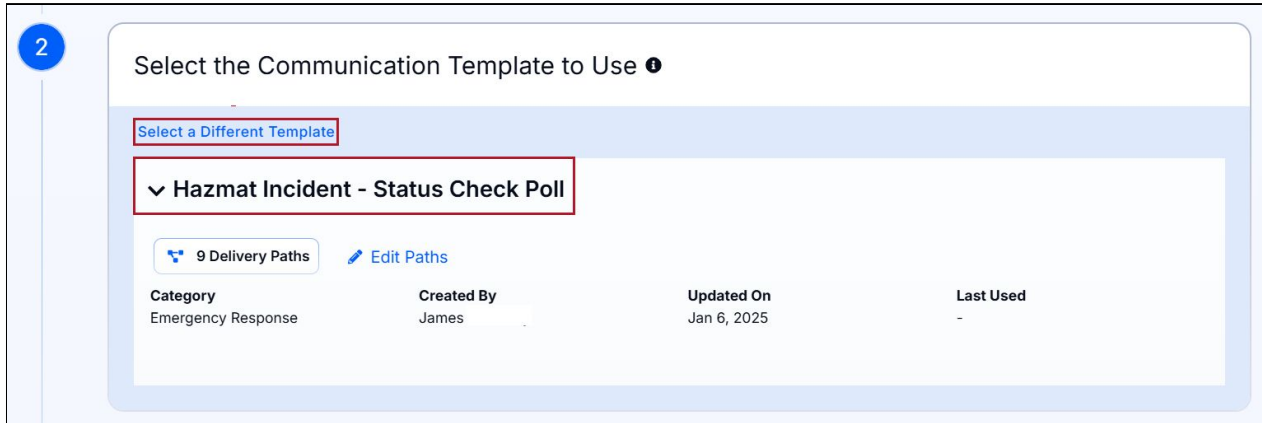 2
Select the Communication Template to Use
Select a Different Template
Hazmat Incident - Status Check Poll
9 Delivery Paths Edit Paths
Category Created By Updated On Last Used
Emergency Response James Jan 6, 2025 -